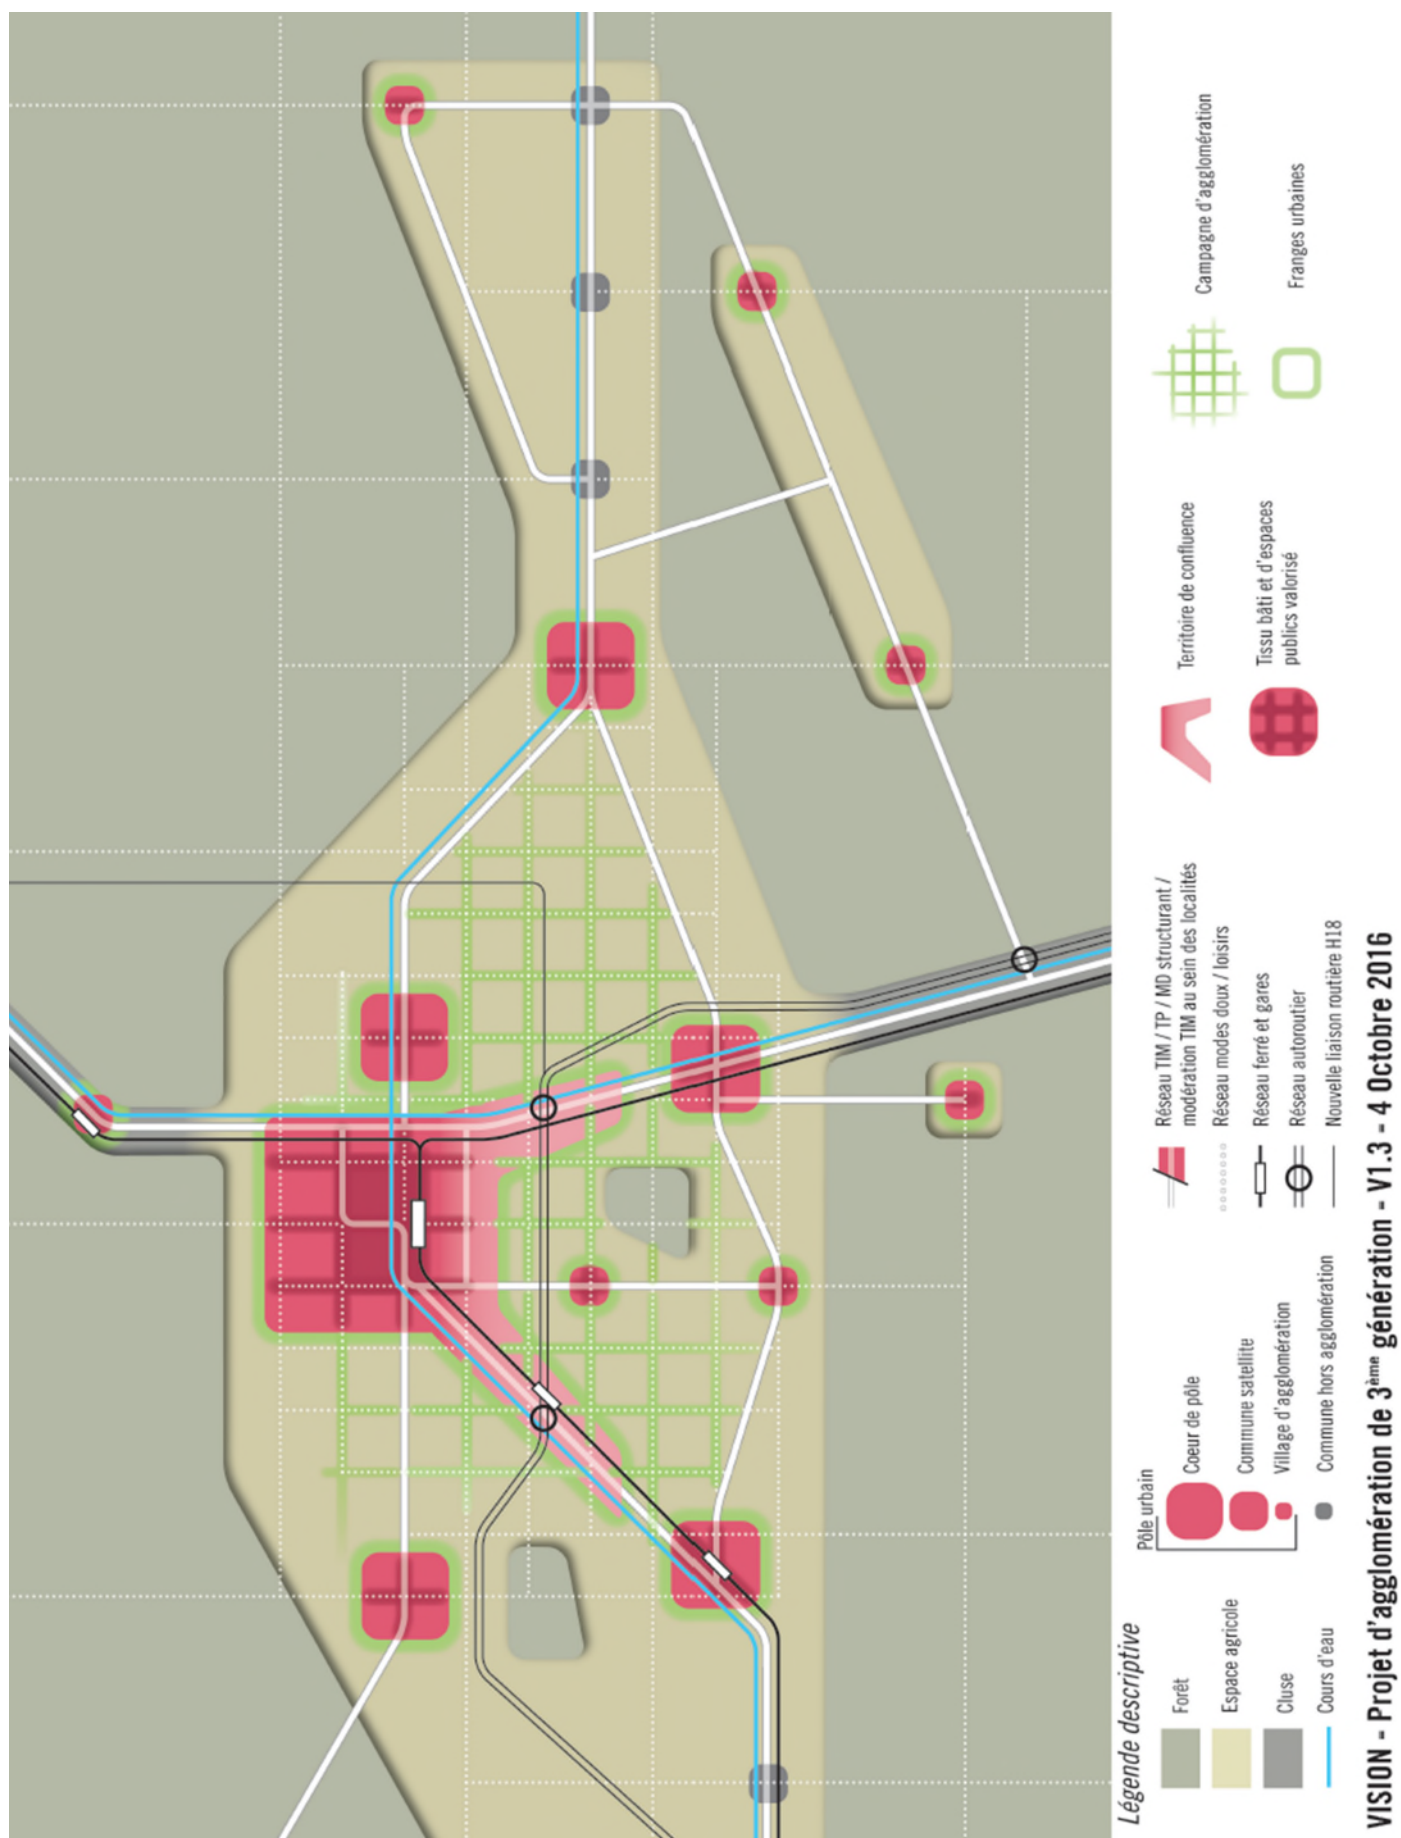 Légende descriptive
Forêt
Espace agricole
Cluse
Cours d'eau
Pôle urbain
Coeur de pôle
Commune satellite
Village d'agglomération
Commune hors agglomération
Réseau TIM / TP / MD structurant /
modération TIM au sein des localités
Réseau modes doux / loisirs
Réseau ferré et gares
Réseau autoroutier
Nouvelle liaison routière H18
Territoire de confluence
Tissu bâti et d'espaces
publics valorisé
Campagne d'agglomération
Franges urbaines
VISION - Projet d'agglomération de 3ème génération - V1.3 - 4 Octobre 2016